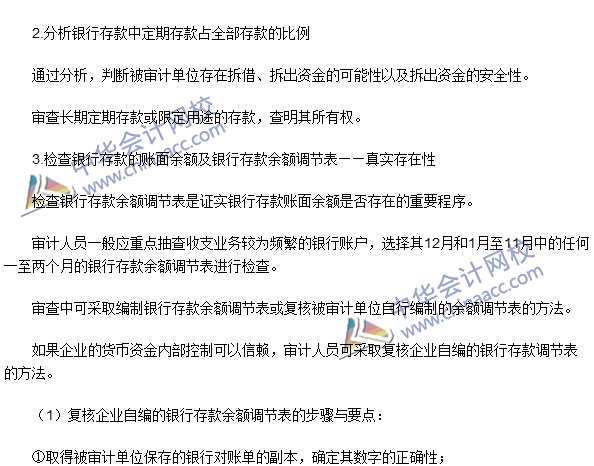 2.分析银行存款中定期存款占全部存款的比例
通过分析，判断被审计单位存在拆借、拆出资金的可能性以及拆出资金的安全性。
审查长期定期存款或限定用途的存款，查明其所有权。
3.检查银行存款的账面余额及银行存款余额调节表——真实存在性
检查银行存款余额调节表是证实银行存款账面余额是否存在的重要程序。
审计人员一般应重点抽查收支业务较为频繁的银行账户，选择其12月和1月至11月中的任何
一至两个月的银行存款余额调节表进行检查。
审查中可采取编制银行存款余额调节表或复核被审计单位自行编制的余额调节表的方法。
如果企业的货币资金内部控制可以信赖，审计人员可采取复核企业自编的银行存款调节表
的方法。
（1）复核企业自编的银行存款余额调节表的步骤与要点：
①取得被审计单位保存的银行对账单的副本，确定其数字的正确性；
中华会计网校
www.chinaacc.com
中华会计网校
www.chinaacc.com